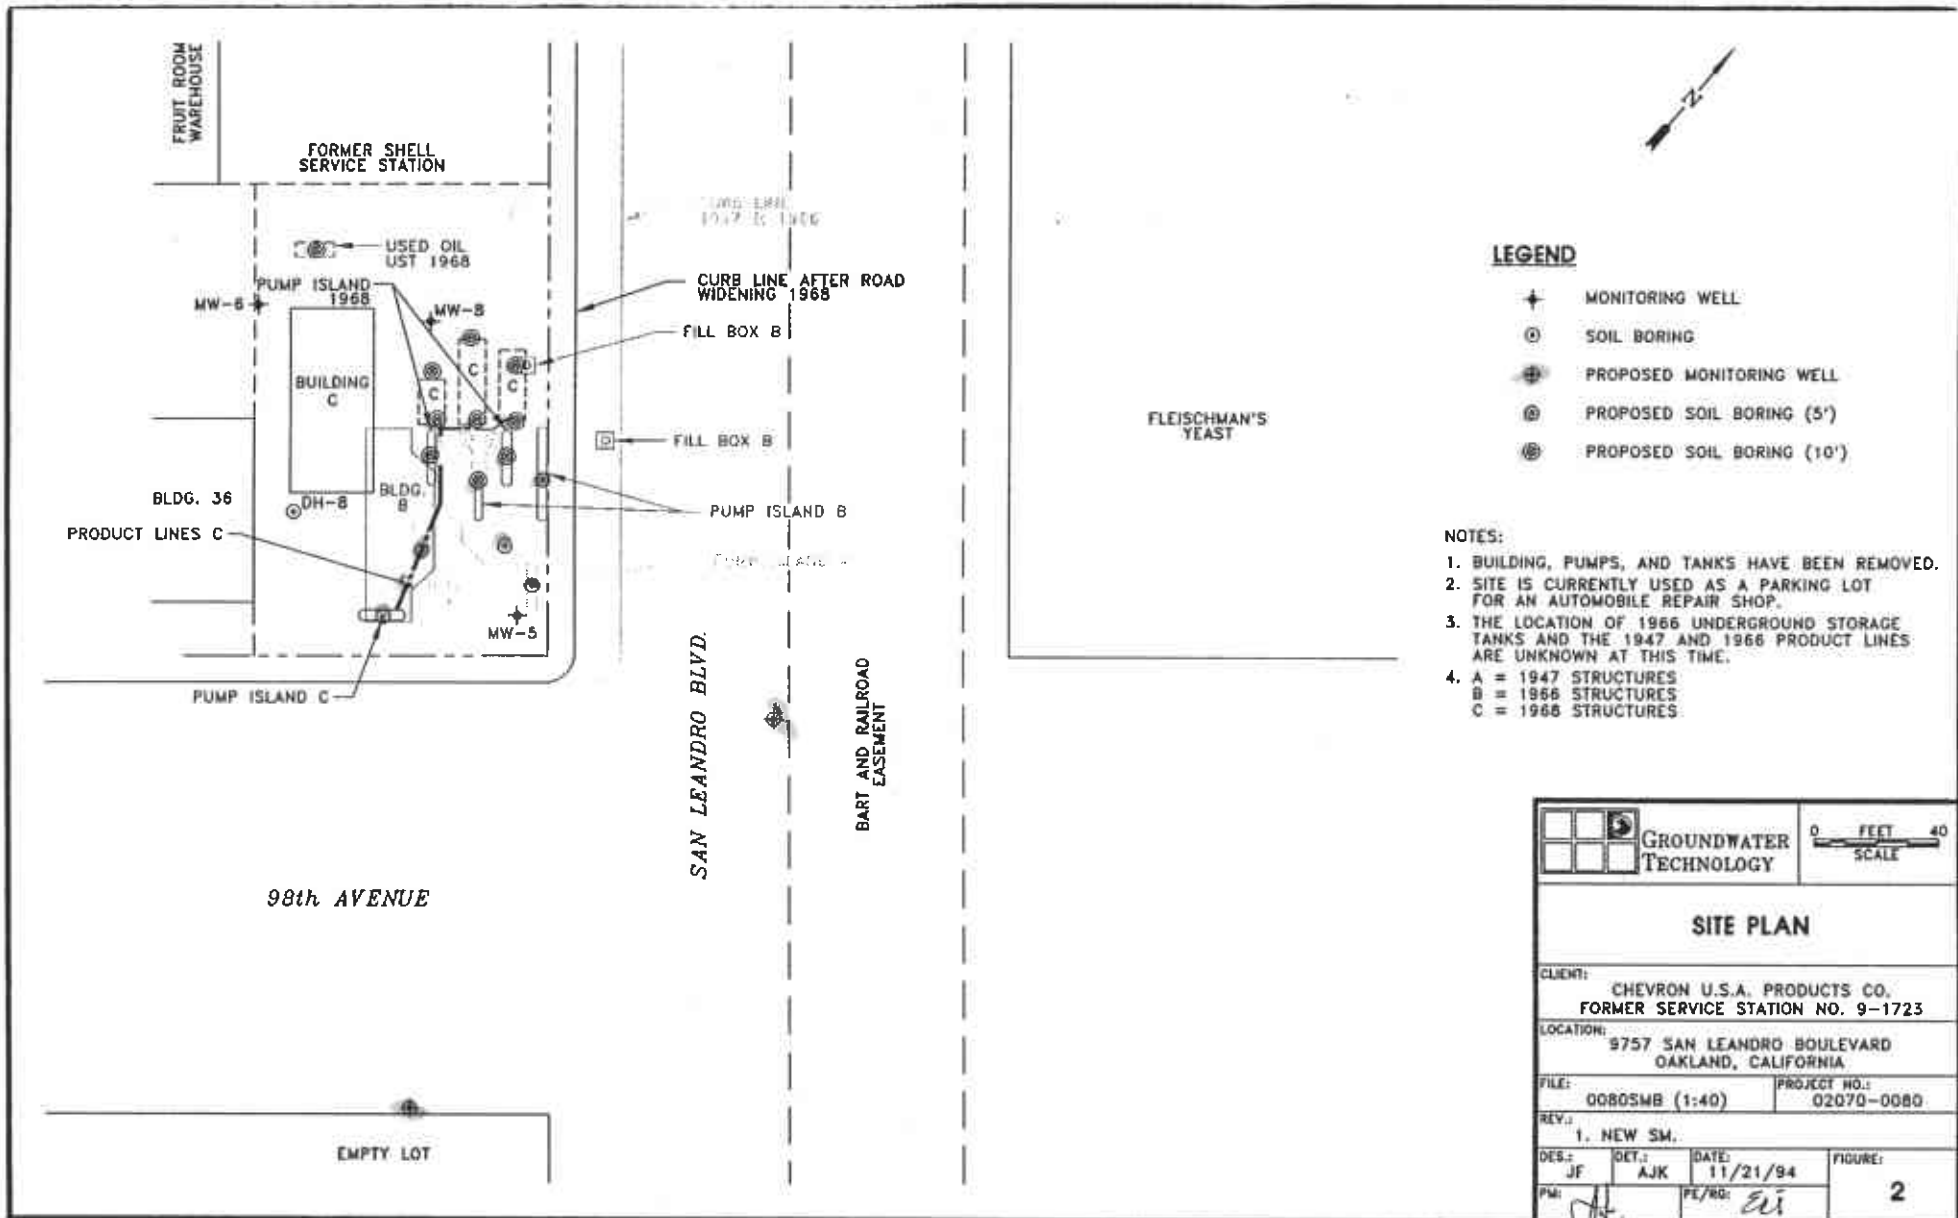 FRUIT ROOM
WAREHOUSE
FORMER SHELL
SERVICE STATION
CURB LINE
1947 & 1966
USED OIL
UST 1968
PUMP ISLAND
1968
MW-6
MW-8
CURB LINE AFTER ROAD
WIDENING 1968
FILL BOX B
BUILDING
C
C
C
C
FILL BOX B
BLDG.
B
BLDG. 36
DH-8
PRODUCT LINES C
PUMP ISLAND B
PUMP ISLAND
MW-5
PUMP ISLAND C
SAN LEANDRO BLVD.
BART AND RAILROAD
EASEMENT
98th AVENUE
EMPTY LOT
FLEISCHMAN'S
YEAST
N
LEGEND
MONITORING WELL
SOIL BORING
PROPOSED MONITORING WELL
PROPOSED SOIL BORING (5')
PROPOSED SOIL BORING (10')
NOTES:
1. BUILDING, PUMPS, AND TANKS HAVE BEEN REMOVED.
2. SITE IS CURRENTLY USED AS A PARKING LOT
FOR AN AUTOMOBILE REPAIR SHOP.
3. THE LOCATION OF 1966 UNDERGROUND STORAGE
TANKS AND THE 1947 AND 1966 PRODUCT LINES
ARE UNKNOWN AT THIS TIME.
4. A = 1947 STRUCTURES
B = 1966 STRUCTURES
C = 1968 STRUCTURES
GROUNDWATER
TECHNOLOGY
0 FEET 40
SCALE
SITE PLAN
CLIENT:
CHEVRON U.S.A. PRODUCTS CO.
FORMER SERVICE STATION NO. 9-1723
LOCATION:
9757 SAN LEANDRO BOULEVARD
OAKLAND, CALIFORNIA
FILE:
0080SMB (1:40)
PROJECT NO.:
02070-0080
REV.:
1. NEW SM.
DES.:
JF
DET.:
AJK
DATE:
11/21/94
FIGURE:
2
PM:
PE/RG: